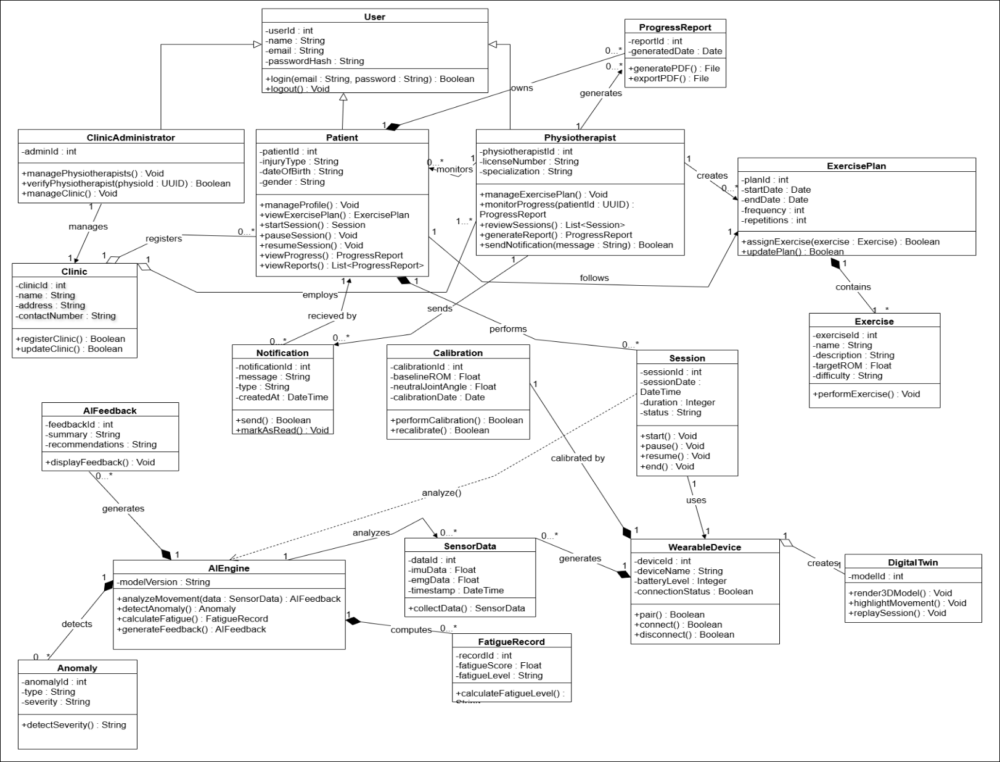 User
-userId : int
-name : String
-email : String
-passwordHash : String
+login(email : String, password : String) : Boolean
+logout() : Void
ProgressReport
-reportId : int
-generatedDate : Date
+generatePDF() : File
+exportPDF() : File
0...*
0...*
owns
generates
1
1
ClinicAdministrator
-adminId : int
+managePhysiotherapists() : Void
+verifyPhysiotherapist(physioId : UUID) : Boolean
+manageClinic() : Void
Patient
-patientId : int
-injuryType : String
-dateOfBirth : String
-gender : String
+manageProfile() : Void
+viewExercisePlan() : ExercisePlan
+startSession() : Session
+pauseSession() : Void
+resumeSession() : Void
+viewProgress() : ProgressReport
+viewReports() : List<ProgressReport>
0...*
monitors
1
Physiotherapist
-physiotherapistId : int
-licenseNumber : String
-specialization : String
+manageExercisePlan() : Void
+monitorProgress(patientId : UUID) :
ProgressReport
+reviewSessions() : List<Session>
+generateReport() : ProgressReport
+sendNotification(message : String) : Boolean
1
creates
0...*
ExercisePlan
-planId : int
-startDate : Date
-endDate : Date
-frequency : int
-repetitions : int
+assignExercise(exercise : Exercise) : Boolean
+updatePlan() : Boolean
1
manages
1
registers
0...*
1
1
1...*
employs
1
follows
1
1
contains
1...*
Clinic
-clinicId : int
-name : String
-address : String
-contactNumber : String
+registerClinic() : Boolean
+updateClinic() : Boolean
1
recieved by
0...*
1
sends
0...*
1
performs
0...*
Notification
-notificationId : int
-message : String
-type : String
-createdAt : DateTime
+send() : Boolean
+markAsRead() : Void
Calibration
-calibrationId : int
-baselineROM : Float
-neutralJointAngle : Float
-calibrationDate : Date
+performCalibration() : Boolean
+recalibrate() : Boolean
Session
-sessionId : int
-sessionDate :
DateTime
-duration : Integer
-status : String
+start() : Void
+pause() : Void
+resume() : Void
+end() : Void
Exercise
-exerciseId : int
-name : String
-description : String
-targetROM : Float
-difficulty : String
+performExercise() : Void
AIFeedback
-feedbackId : int
-summary : String
-recommendations : String
+displayFeedback() : Void
0...*
generates
1
1
calibrated by
1
analyze()
1
uses
1
1
analyzes
0...*
0...*
generates
1
1
creates
1
AIEngine
-modelVersion : String
+analyzeMovement(data : SensorData) : AIFeedback
+detectAnomaly() : Anomaly
+calculateFatigue() : FatigueRecord
+generateFeedback() : AIFeedback
SensorData
-dataId : int
-imuData : Float
-emgData : Float
-timestamp : DateTime
+collectData() : SensorData
WearableDevice
-deviceId : int
-deviceName : String
-batteryLevel : Integer
-connectionStatus : Boolean
+pair() : Boolean
+connect() : Boolean
+disconnect() : Boolean
DigitalTwin
-modelId : int
+render3DModel() : Void
+highlightMovement() : Void
+replaySession() : Void
1
detects
0...*
1
computes
0...*
FatigueRecord
-recordId : int
-fatigueScore : Float
-fatigueLevel : String
+calculateFatigueLevel() :
String
Anomaly
-anomalyId : int
-type : String
-severity : String
+detectSeverity() : String